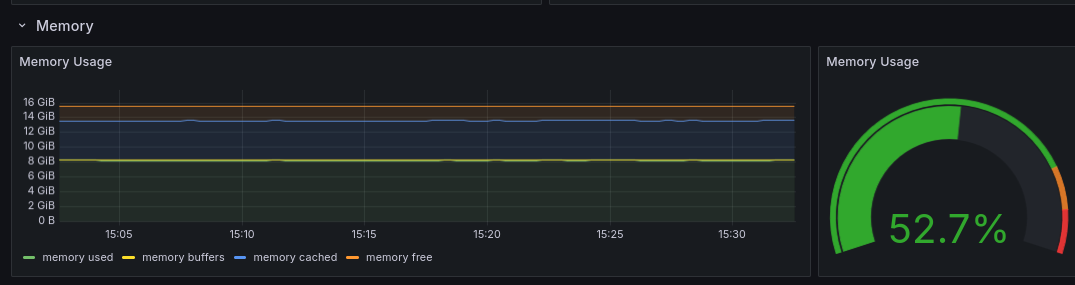 Memory
Memory Usage
16 GiB
14 GiB
12 GiB
10 GiB
8 GiB
6 GiB
4 GiB
2 GiB
0 B
15:05 15:10 15:15 15:20 15:25 15:30
memory used memory buffers memory cached memory free
Memory Usage
52.7%